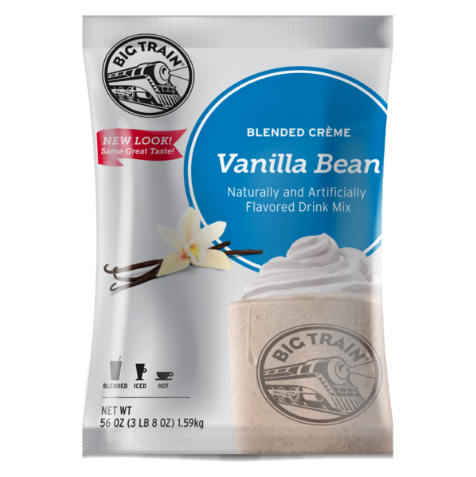 BIG TRAIN®
NEW LOOK!
Same Great Taste!
BLENDED CRÈME
Vanilla Bean
Naturally and Artificially
Flavored Drink Mix
BIG TRAIN®
BLENDED ICED HOT
NET WT
56 OZ (3 LB 8 OZ) 1.59kg